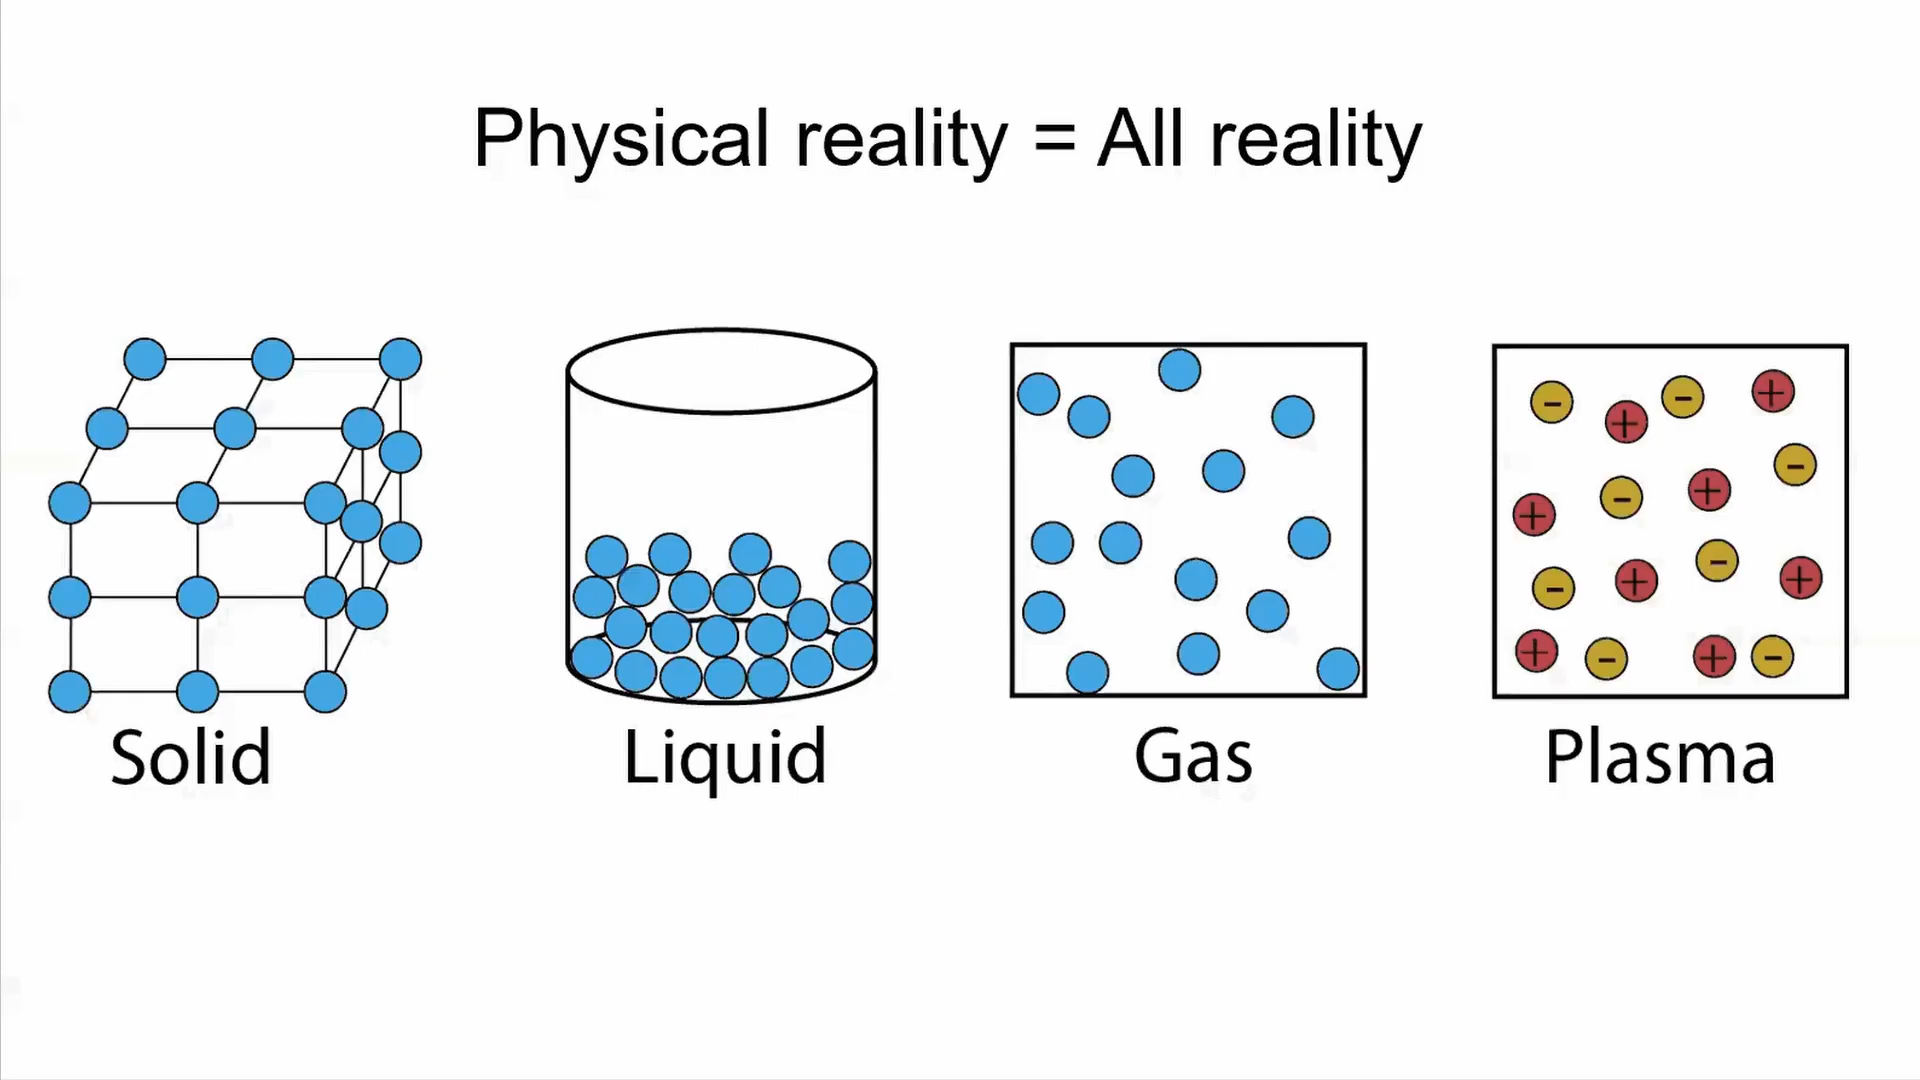 Physical reality = All reality
Solid
Liquid
Gas
Plasma